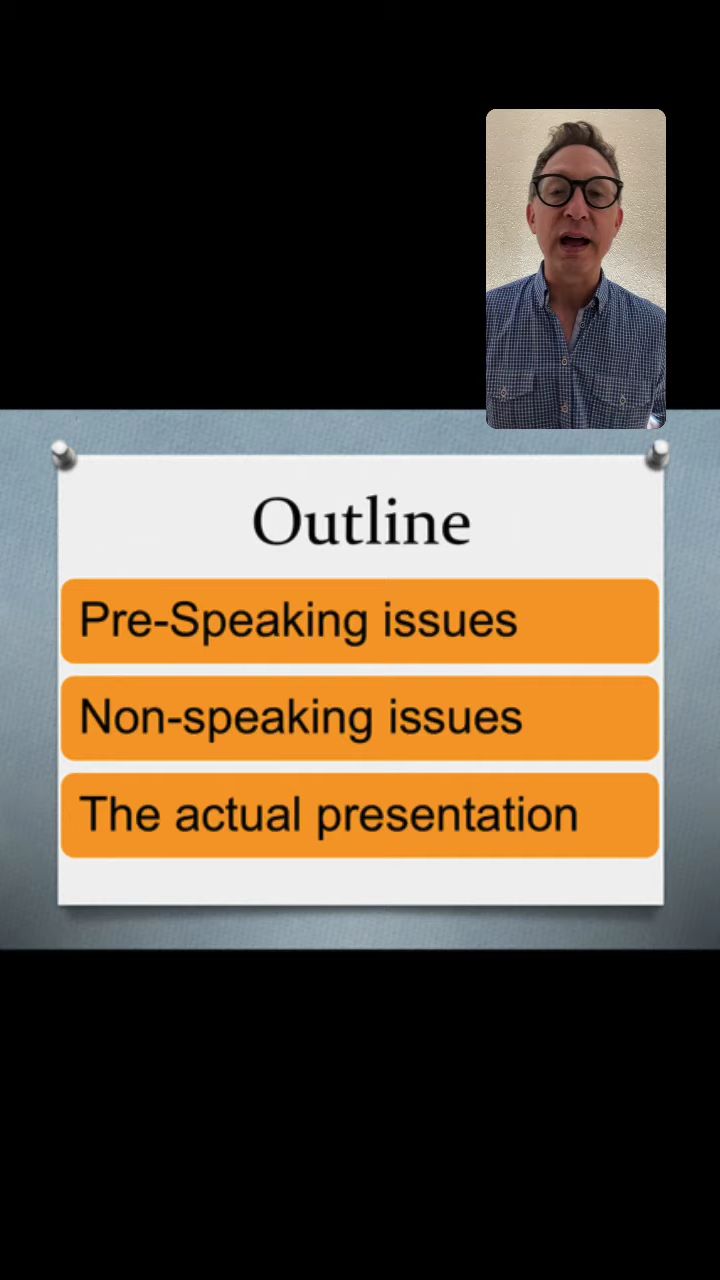 Outline
Pre-Speaking issues
Non-speaking issues
The actual presentation